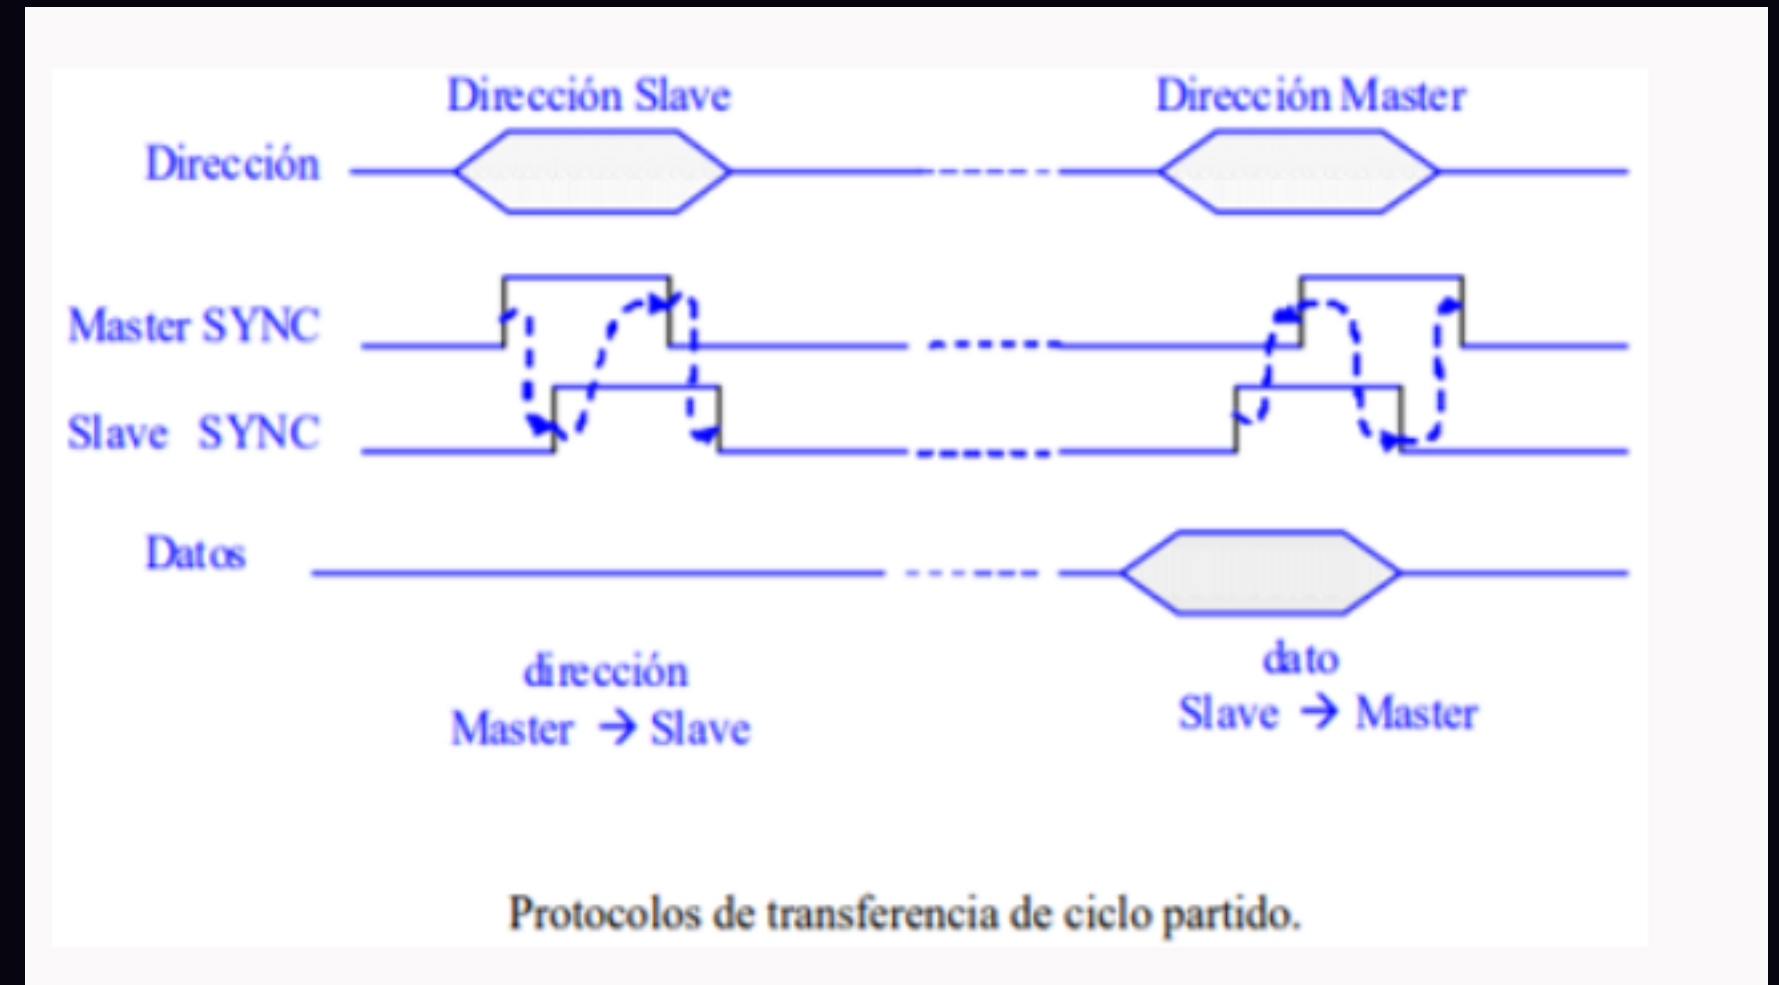 Dirección Slave
Dirección Master
Dirección
Master SYNC
Slave SYNC
Datos
dirección
Master → Slave
dato
Slave → Master
Protocolos de transferencia de ciclo partido.